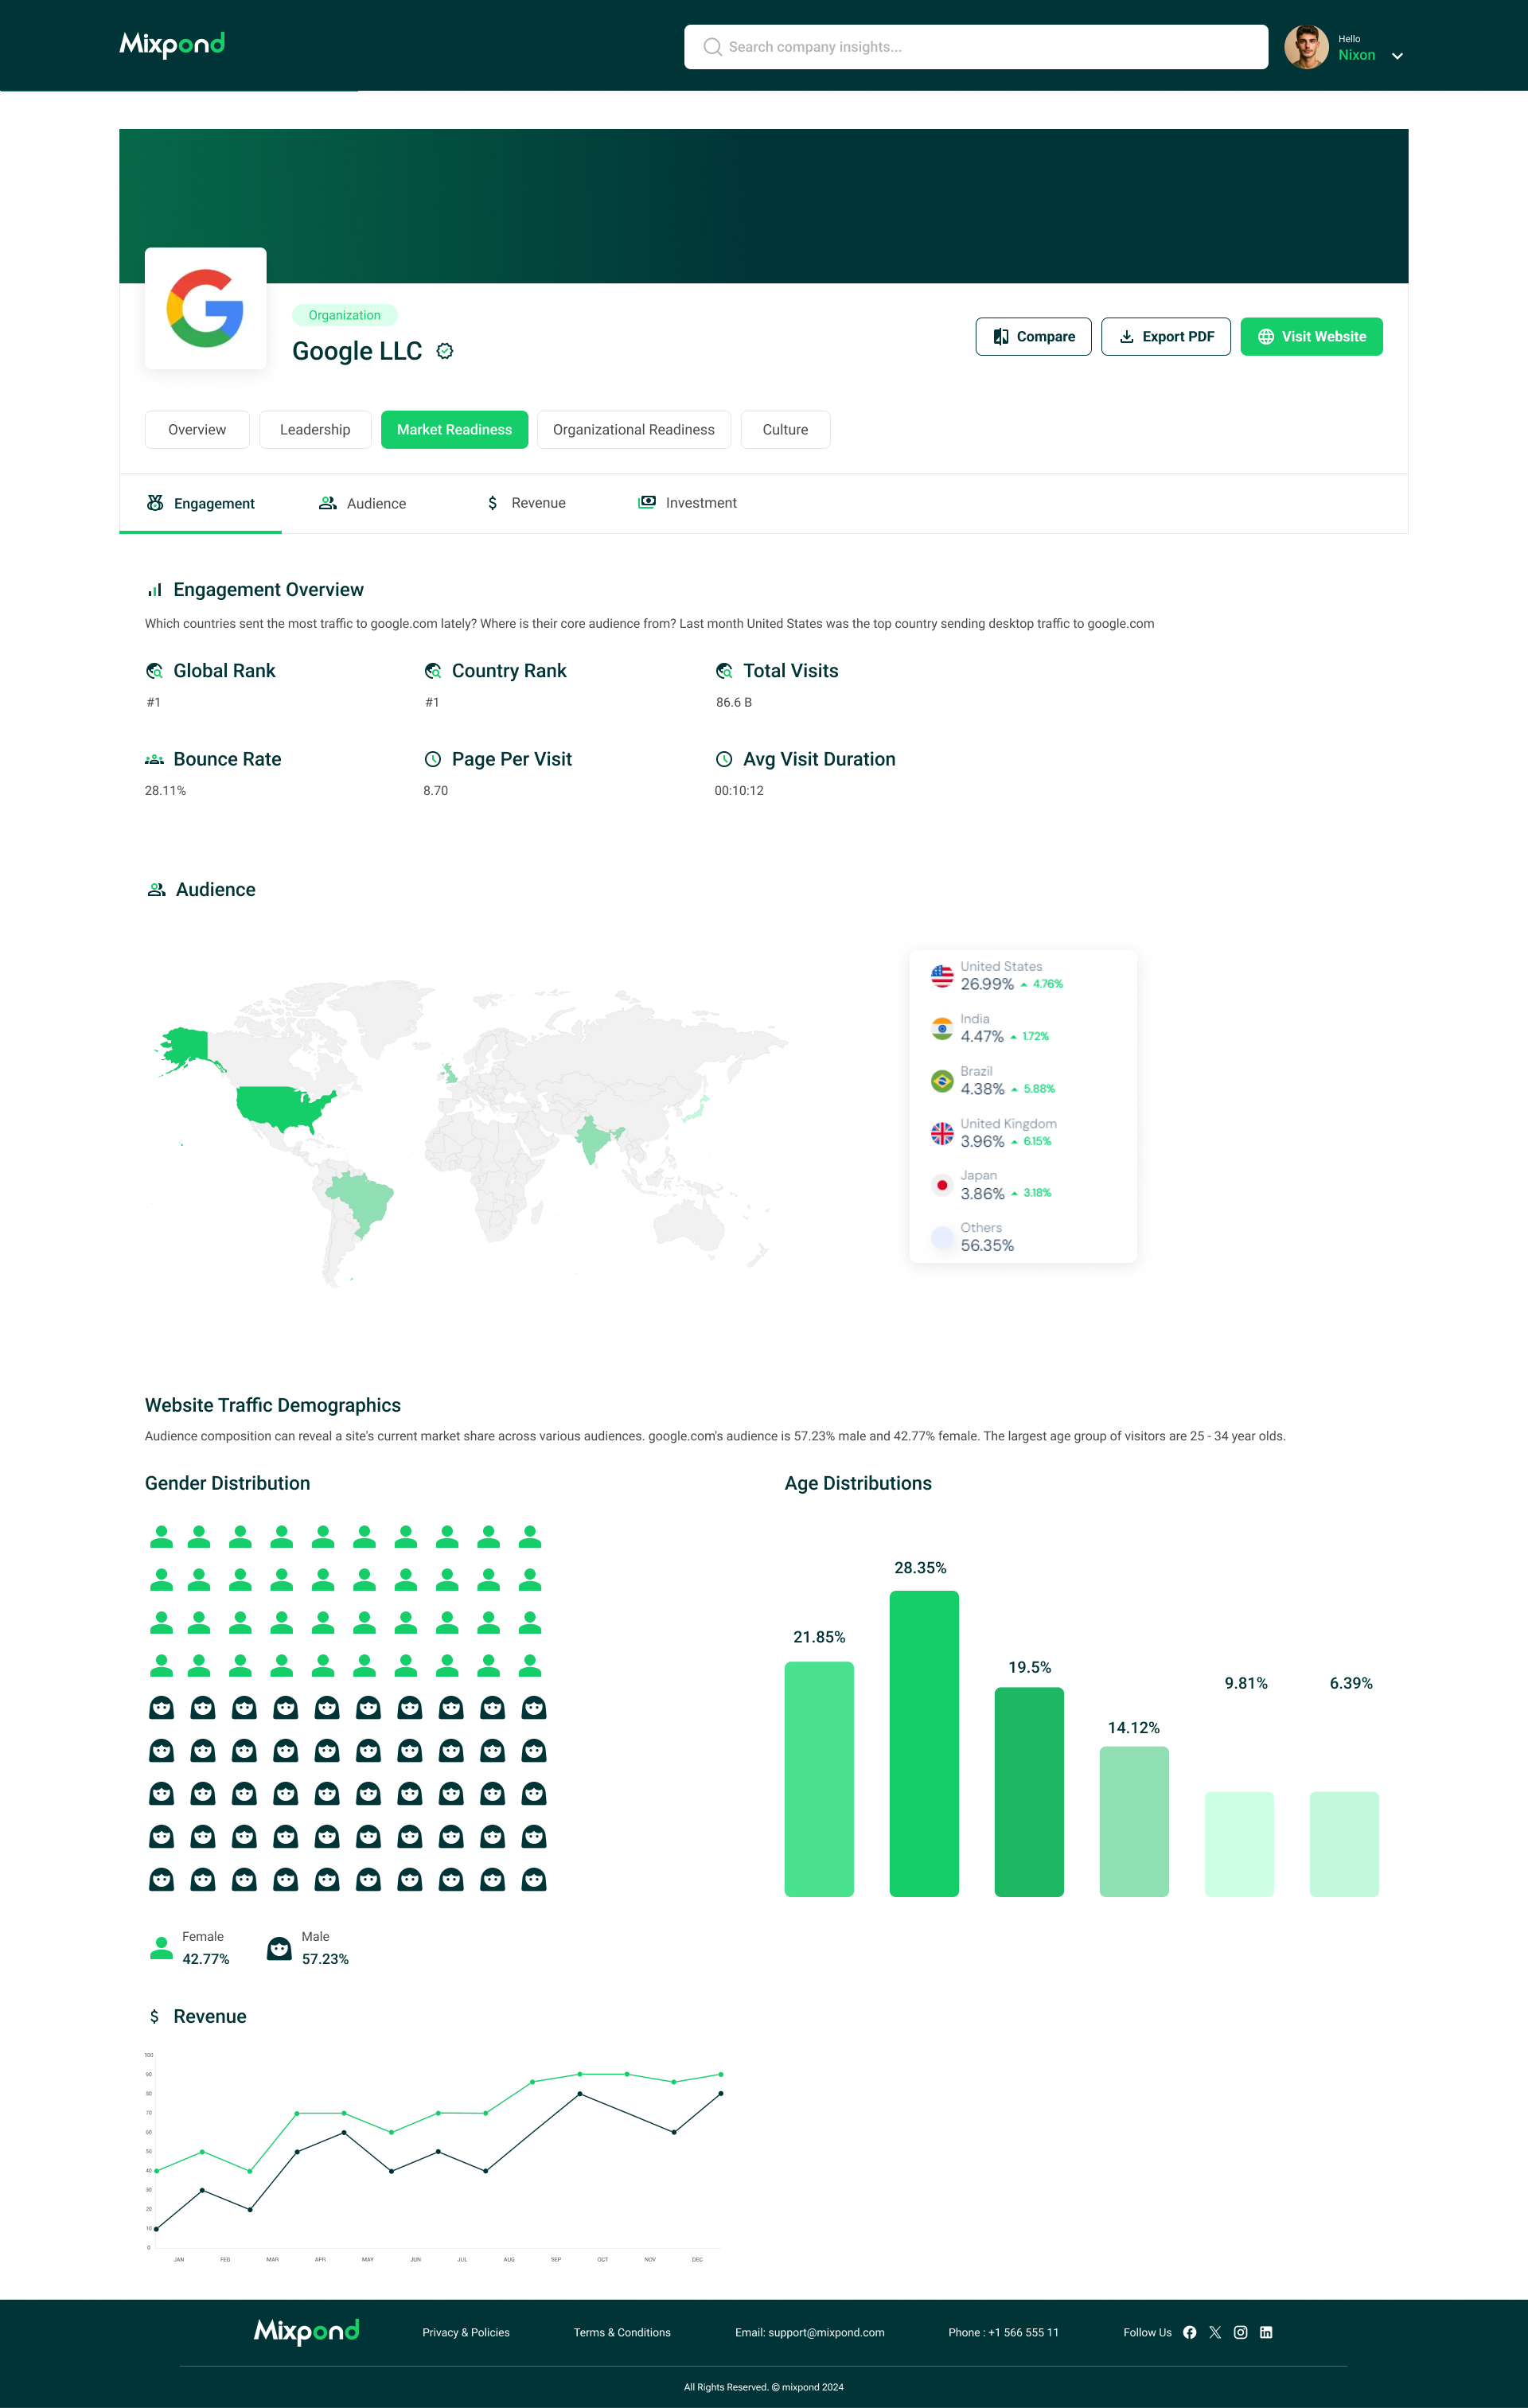 Mixpond
Search company insights...
Hello
Nixon
Organization
Google LLC
Compare
Export PDF
Visit Website
Overview
Leadership
Market Readiness
Organizational Readiness
Culture
Engagement
Audience
Revenue
Investment
Engagement Overview
Which countries sent the most traffic to google.com lately? Where is their core audience from? Last month United States was the top country sending desktop traffic to google.com
Global Rank
#1
Country Rank
#1
Total Visits
86.6 B
Bounce Rate
28.11%
Page Per Visit
8.70
Avg Visit Duration
00:10:12
Audience
United States
26.99% 4.76%
India
4.47% 1.72%
Brazil
4.38% 5.88%
United Kingdom
3.96% 6.15%
Japan
3.86% 3.18%
Others
56.35%
Website Traffic Demographics
Audience composition can reveal a site's current market share across various audiences. google.com's audience is 57.23% male and 42.77% female. The largest age group of visitors are 25 - 34 year olds.
Gender Distribution
Female
42.77%
Male
57.23%
Age Distributions
21.85%
28.35%
19.5%
14.12%
9.81%
6.39%
$ Revenue
100
90
80
70
60
50
40
30
20
10
0
JAN FEB MAR APR MAY JUN JUL AUG SEP OCT NOV DEC
Mixpond
Privacy & Policies
Terms & Conditions
Email: support@mixpond.com
Phone : +1 566 555 11
Follow Us
All Rights Reserved. © mixpond 2024